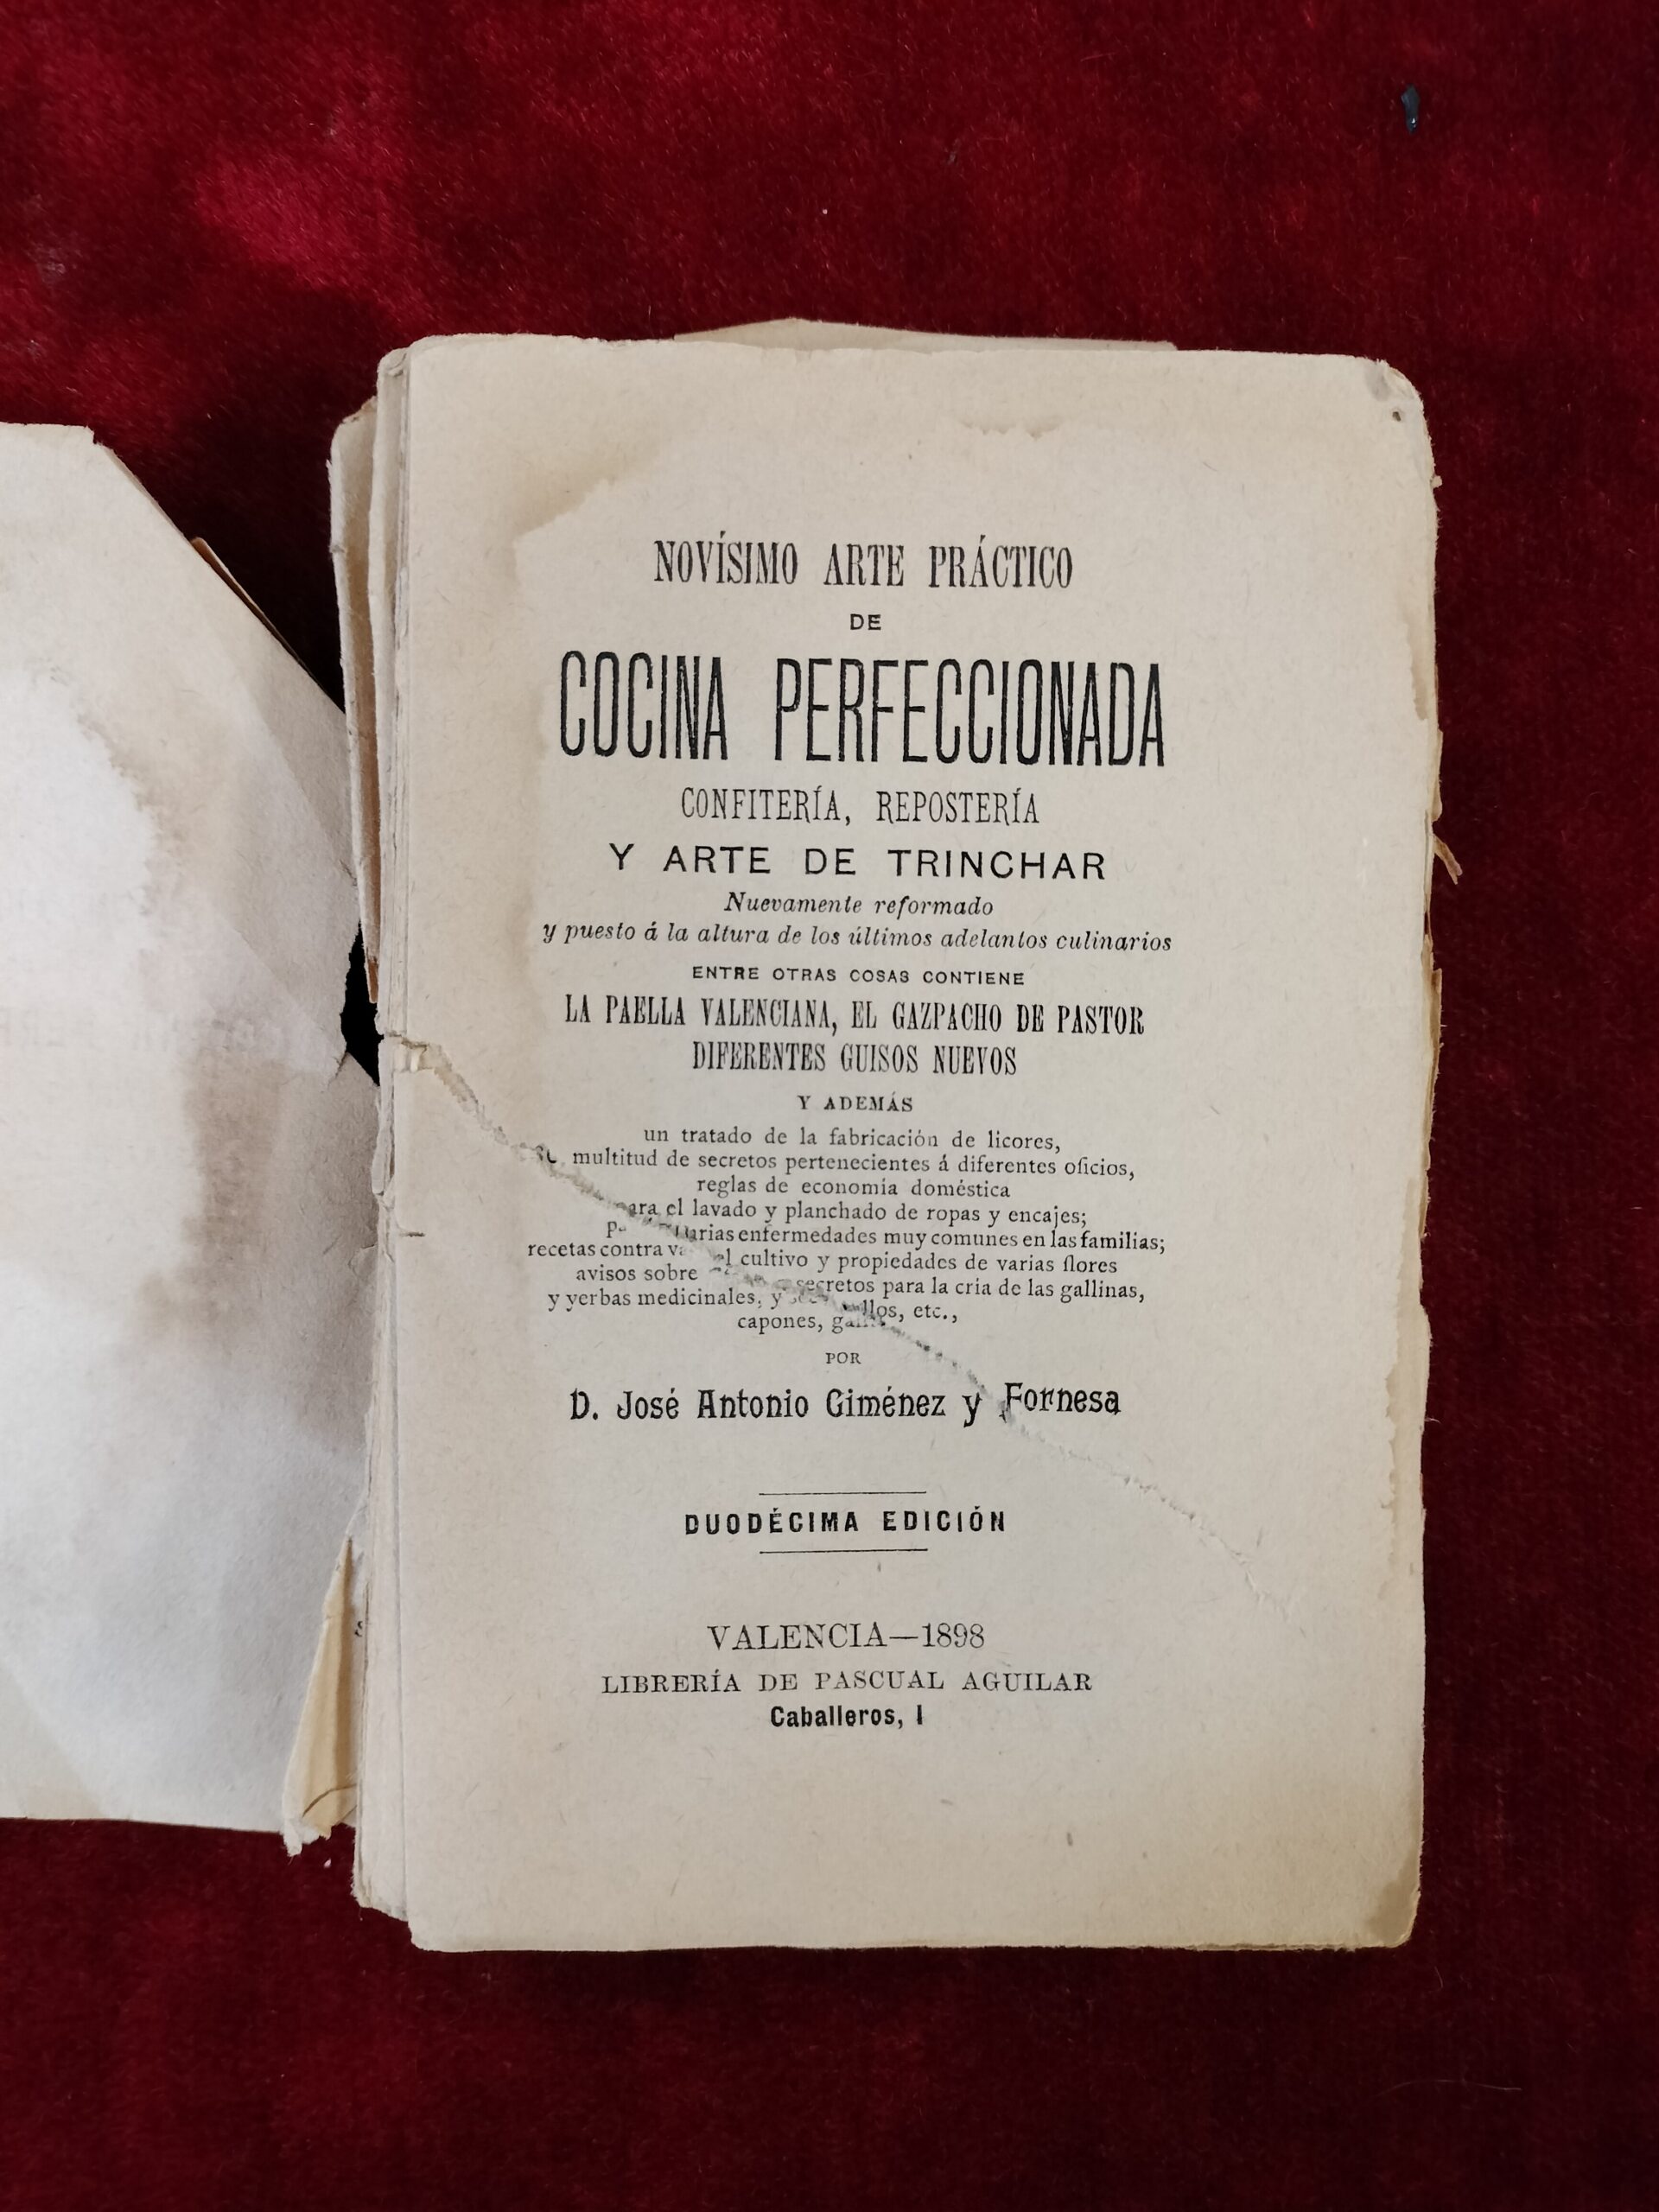 NOVÍSIMO ARTE PRÁCTICO
DE
COCINA PERFECCIONADA
CONFITERÍA, REPOSTERÍA
Y ARTE DE TRINCHAR
Nuevamente reformado
y puesto á la altura de los últimos adelantos culinarios
ENTRE OTRAS COSAS CONTIENE
LA PAELLA VALENCIANA, EL GAZPACHO DE PASTOR
DIFERENTES GUISOS NUEVOS
Y ADEMÁS
un tratado de la fabricación de licores,
multitud de secretos pertenecientes á diferentes oficios,
reglas de economía doméstica
para el lavado y planchado de ropas y encajes;
recetas contra varias enfermedades muy comunes en las familias;
avisos sobre el cultivo y propiedades de varias flores
y yerbas medicinales, y secretos para la cria de las gallinas,
capones, gallos, etc.,
POR
D. José Antonio Giménez y Fornesa
DUODÉCIMA EDICIÓN
VALENCIA—1898
LIBRERÍA DE PASCUAL AGUILAR
Caballeros, 1